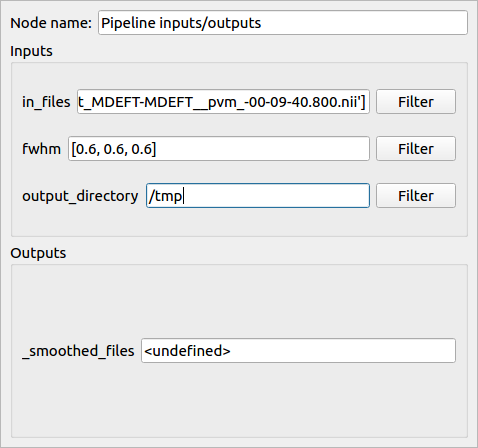 Node name: Pipeline inputs/outputs
Inputs
in_files t_MDEFT-MDEFT__pvm_-00-09-40.800.nii'] Filter
fwhm [0.6, 0.6, 0.6] Filter
output_directory /tmp Filter
Outputs
_smoothed_files <undefined>